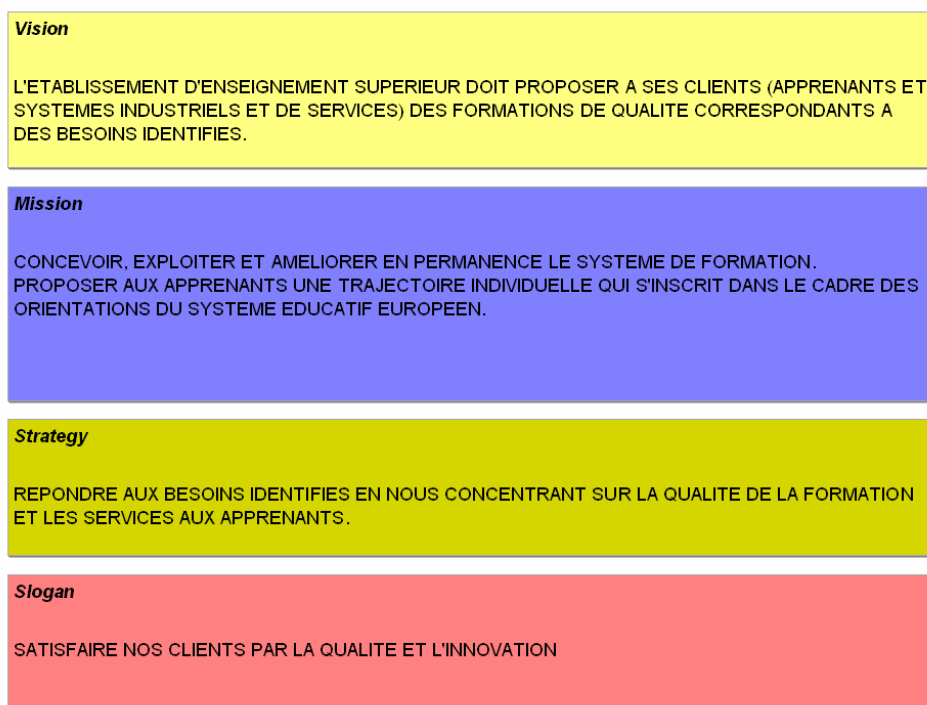 Vision
L'ETABLISSEMENT D'ENSEIGNEMENT SUPERIEUR DOIT PROPOSER A SES CLIENTS (APPRENANTS ET
SYSTEMES INDUSTRIELS ET DE SERVICES) DES FORMATIONS DE QUALITE CORRESPONDANTS A
DES BESOINS IDENTIFIES.
Mission
CONCEVOIR, EXPLOITER ET AMELIORER EN PERMANENCE LE SYSTEME DE FORMATION.
PROPOSER AUX APPRENANTS UNE TRAJECTOIRE INDIVIDUELLE QUI S'INSCRIT DANS LE CADRE DES
ORIENTATIONS DU SYSTEME EDUCATIF EUROPEEN.
Strategy
REPONDRE AUX BESOINS IDENTIFIES EN NOUS CONCENTRANT SUR LA QUALITE DE LA FORMATION
ET LES SERVICES AUX APPRENANTS.
Slogan
SATISFAIRE NOS CLIENTS PAR LA QUALITE ET L'INNOVATION